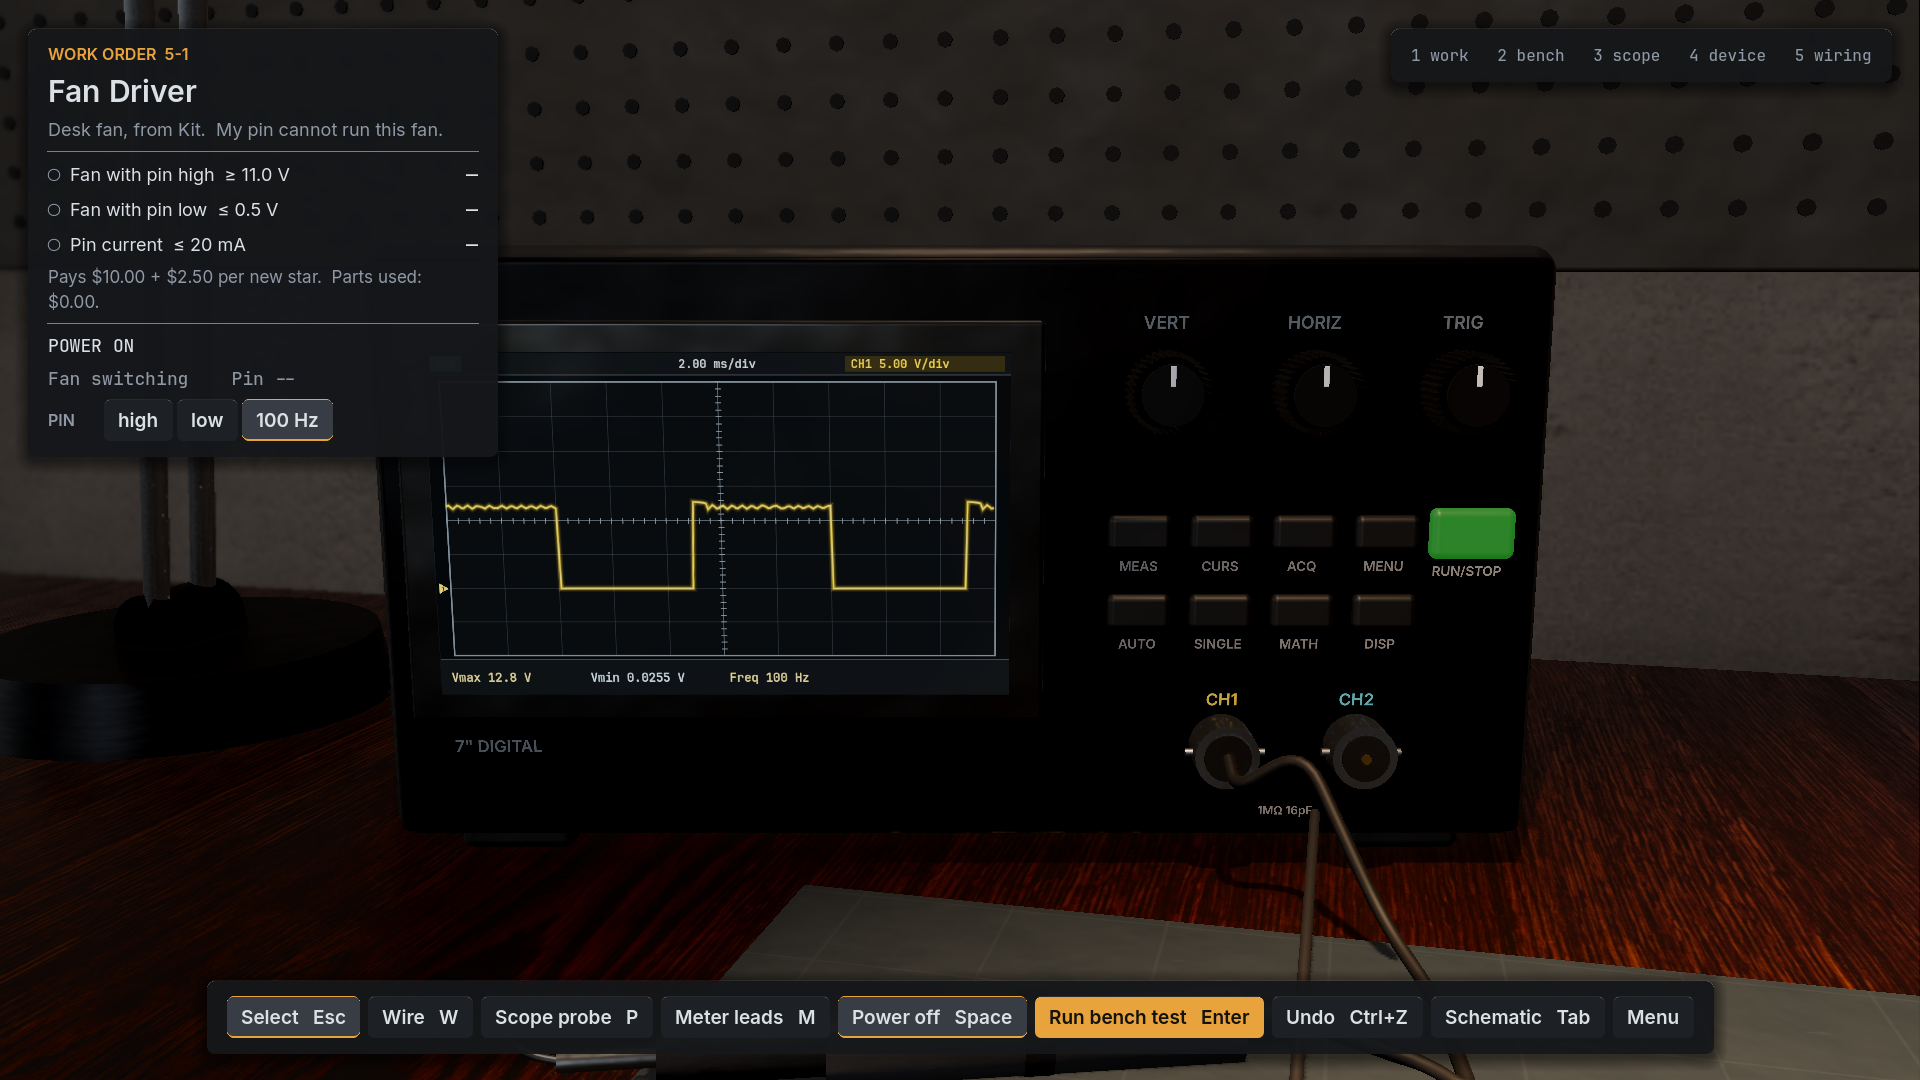 WORK ORDER 5-1
Fan Driver
Desk fan, from Kit. My pin cannot run this fan.
Fan with pin high ≥ 11.0 V —
Fan with pin low ≤ 0.5 V —
Pin current ≤ 20 mA —
Pays $10.00 + $2.50 per new star. Parts used:
$0.00.
POWER ON
Fan switching Pin --
PIN high low 100 Hz
1 work 2 bench 3 scope 4 device 5 wiring
2.00 ms/div CH1 5.00 V/div
Vmax 12.8 V Vmin 0.0255 V Freq 100 Hz
7" DIGITAL
VERT HORIZ TRIG
MEAS CURS ACQ MENU RUN/STOP
AUTO SINGLE MATH DISP
CH1 CH2
1MΩ 16pF
Select Esc Wire W Scope probe P Meter leads M Power off Space Run bench test Enter Undo Ctrl+Z Schematic Tab Menu